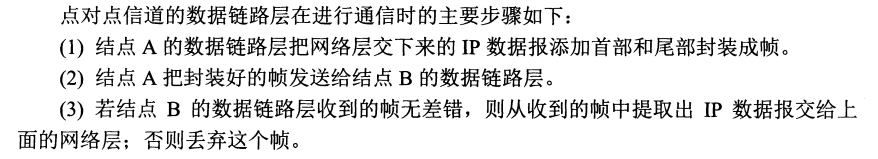 点对点信道的数据链路层在进行通信时的主要步骤如下：
(1) 结点 A 的数据链路层把网络层交下来的 IP 数据报添加首部和尾部封装成帧。
(2) 结点 A 把封装好的帧发送给结点 B 的数据链路层。
(3) 若结点 B 的数据链路层收到的帧无差错，则从收到的帧中提取出 IP 数据报交给上
面的网络层；否则丢弃这个帧。